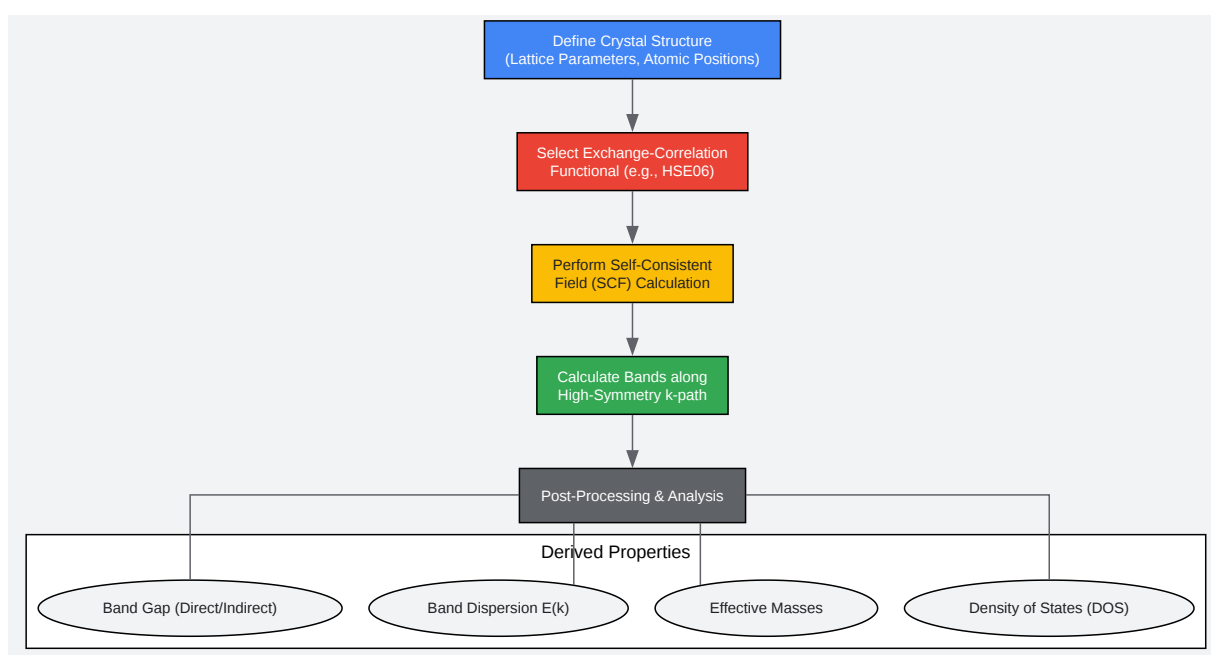 Define Crystal Structure
(Lattice Parameters, Atomic Positions)
Select Exchange-Correlation
Functional (e.g., HSE06)
Perform Self-Consistent
Field (SCF) Calculation
Calculate Bands along
High-Symmetry k-path
Post-Processing & Analysis
Derived Properties
Band Gap (Direct/Indirect)
Band Dispersion E(k)
Effective Masses
Density of States (DOS)